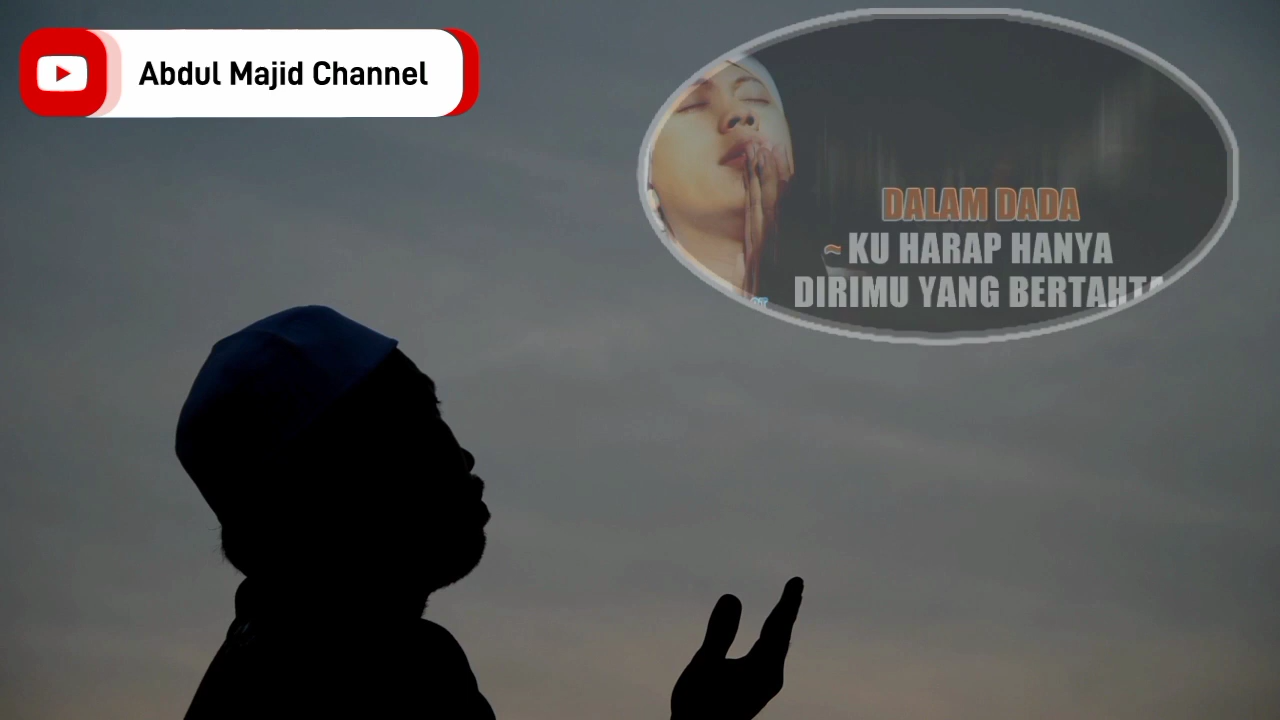 Abdul Majid Channel
DALAM DADA
~ KU HARAP HANYA
DIRIMU YANG BERTAHTA